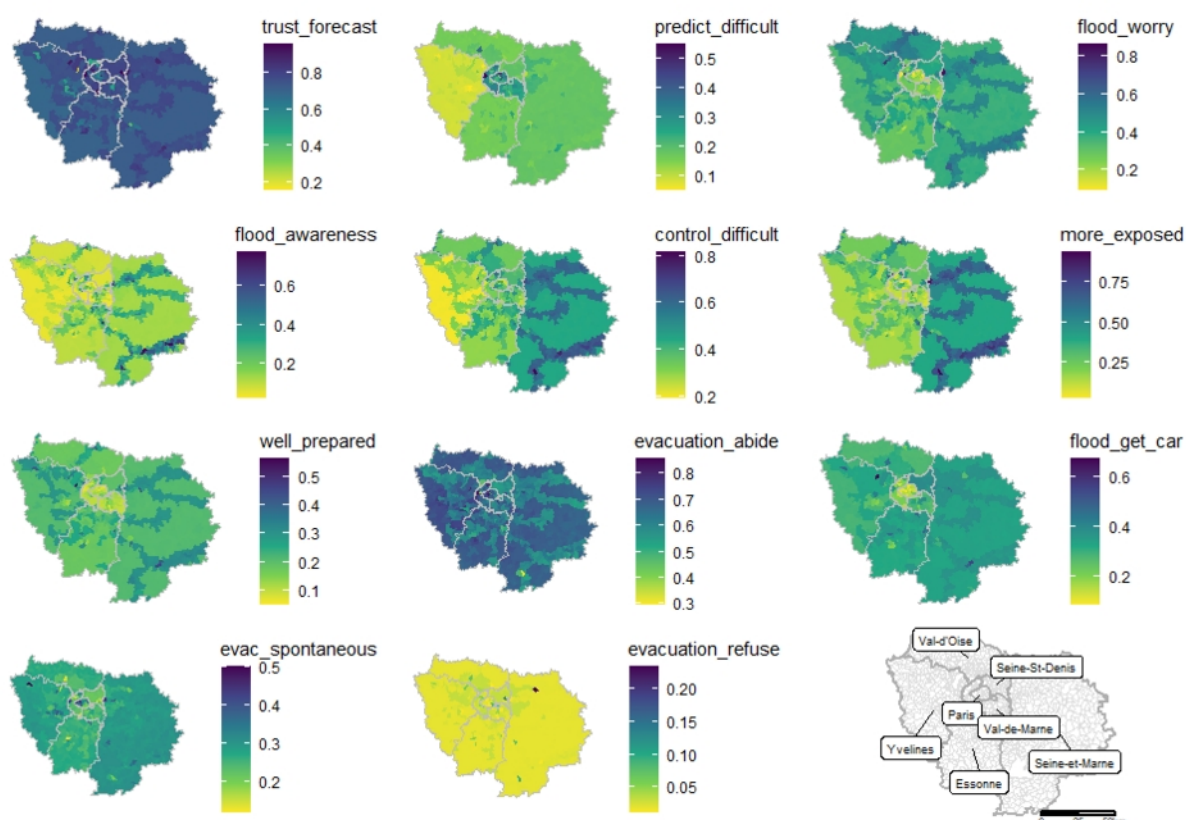 trust_forecast
0.8
0.6
0.4
0.2
predict_difficult
0.5
0.4
0.3
0.2
0.1
flood_worry
0.8
0.6
0.4
0.2
flood_awareness
0.6
0.4
0.2
control_difficult
0.8
0.6
0.4
0.2
more_exposed
0.75
0.50
0.25
well_prepared
0.5
0.4
0.3
0.2
0.1
evacuation_abide
0.8
0.7
0.6
0.5
0.4
0.3
flood_get_car
0.6
0.4
0.2
evac_spontaneous
0.5
0.4
0.3
0.2
evacuation_refuse
0.20
0.15
0.10
0.05
Val-d'Oise
Seine-St-Denis
Paris
Val-de-Marne
Yvelines
Seine-et-Marne
Essonne